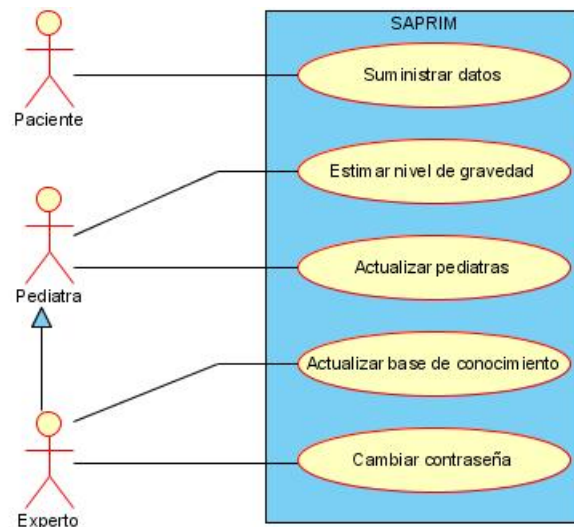 SAPRIM
Suministrar datos
Paciente
Estimar nivel de gravedad
Actualizar pediatras
Pediatra
Actualizar base de conocimiento
Cambiar contraseña
Experto